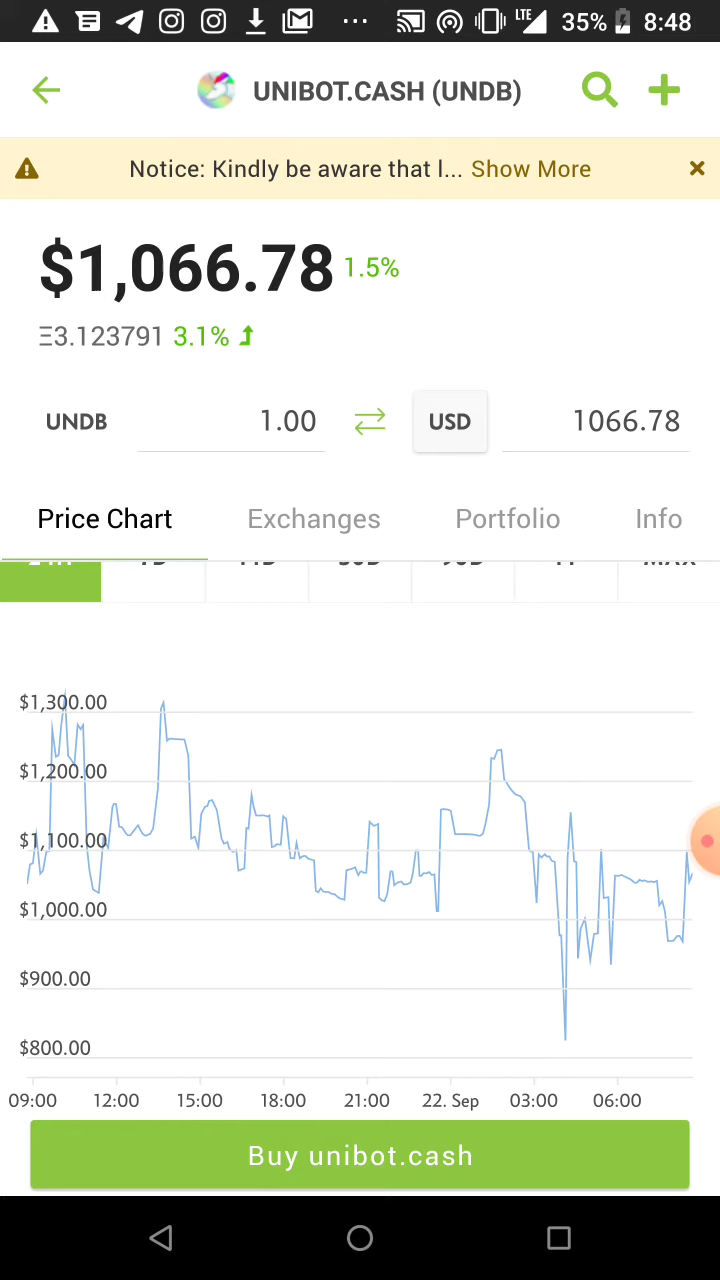 LTE 35% 8:48
UNIBOT.CASH (UNDB)
Notice: Kindly be aware that l... Show More
$1,066.78 1.5%
Ξ3.123791 3.1%
UNDB 1.00 USD 1066.78
Price Chart Exchanges Portfolio Info
$1,300.00
$1,200.00
$1,100.00
$1,000.00
$900.00
$800.00
09:00 12:00 15:00 18:00 21:00 22. Sep 03:00 06:00
Buy unibot.cash